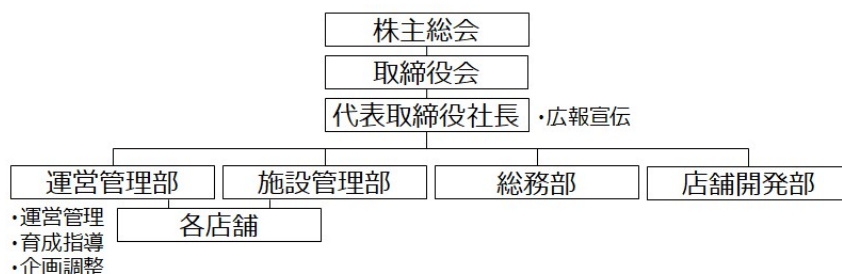 株主総会
取締役会
代表取締役社長 ・広報宣伝
運営管理部 施設管理部 総務部 店舗開発部
・運営管理 各店舗
・育成指導
・企画調整